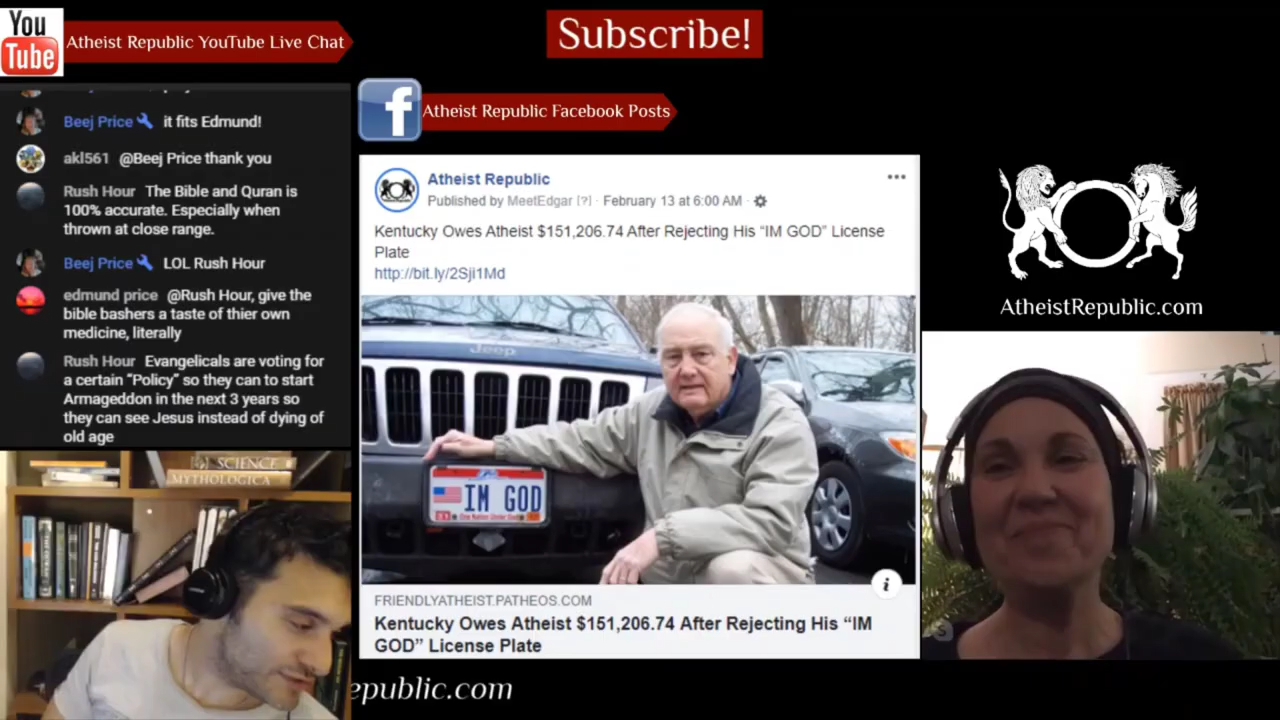 You
Tube
Atheist Republic YouTube Live Chat
Subscribe!
Beej Price it fits Edmund!
akl561 @Beej Price thank you
Rush Hour The Bible and Quran is
100% accurate. Especially when
thrown at close range.
Beej Price LOL Rush Hour
edmund price @Rush Hour, give the
bible bashers a taste of thier own
medicine, literally
Rush Hour Evangelicals are voting for
a certain "Policy" so they can to start
Armageddon in the next 3 years so
they can see Jesus instead of dying of
old age
f
Atheist Republic Facebook Posts
Atheist Republic
Published by MeetEdgar [?] · February 13 at 6:00 AM ·
Kentucky Owes Atheist $151,206.74 After Rejecting His “IM GOD” License
Plate
http://bit.ly/2Sji1Md
Jeep
IM GOD
One Nation Under God
i
FRIENDLYATHEIST.PATHEOS.COM
Kentucky Owes Atheist $151,206.74 After Rejecting His “IM
GOD” License Plate
AtheistRepublic.com
SCIENCE
MYTHOLOGICA
epublic.com